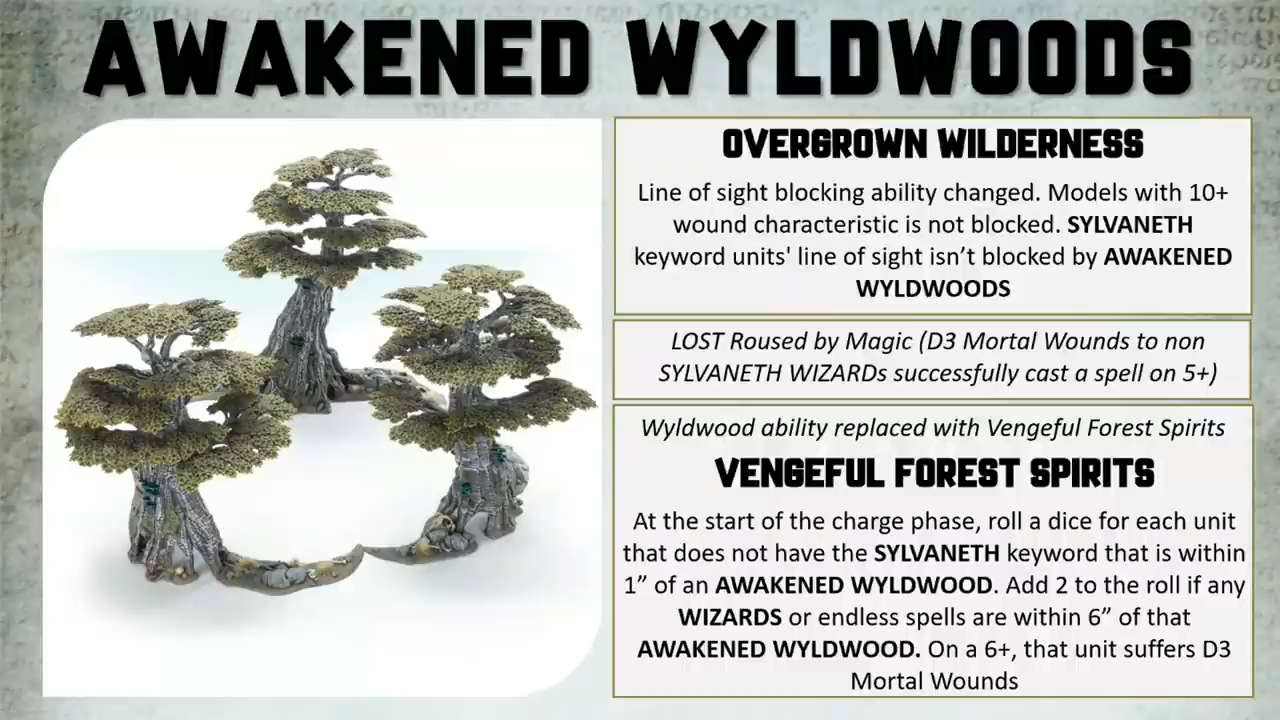 AWAKENED WYLDWOODS
OVERGROWN WILDERNESS
Line of sight blocking ability changed. Models with 10+
wound characteristic is not blocked. SYLVANETH
keyword units' line of sight isn’t blocked by AWAKENED
WYLDWOODS
LOST Roused by Magic (D3 Mortal Wounds to non
SYLVANETH WIZARDs successfully cast a spell on 5+)
Wyldwood ability replaced with Vengeful Forest Spirits
VENGEFUL FOREST SPIRITS
At the start of the charge phase, roll a dice for each unit
that does not have the SYLVANETH keyword that is within
1” of an AWAKENED WYLDWOOD. Add 2 to the roll if any
WIZARDS or endless spells are within 6” of that
AWAKENED WYLDWOOD. On a 6+, that unit suffers D3
Mortal Wounds